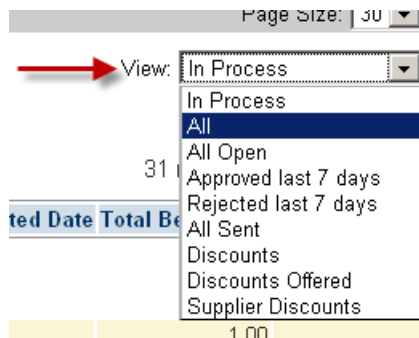 Page Size: 30
View: In Process
In Process
All
All Open
31
Approved last 7 days
Rejected last 7 days
ted Date Total Be
All Sent
Discounts
Discounts Offered
Supplier Discounts
1.00